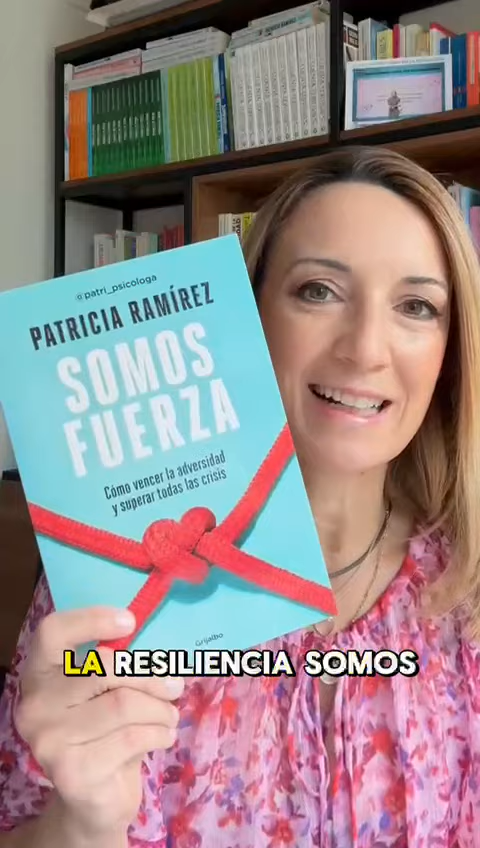 @patri_psicologa
PATRICIA RAMÍREZ
SOMOS
FUERZA
Cómo vencer la adversidad
y superar todas las crisis
Grijalbo
LA RESILIENCIA SOMOS